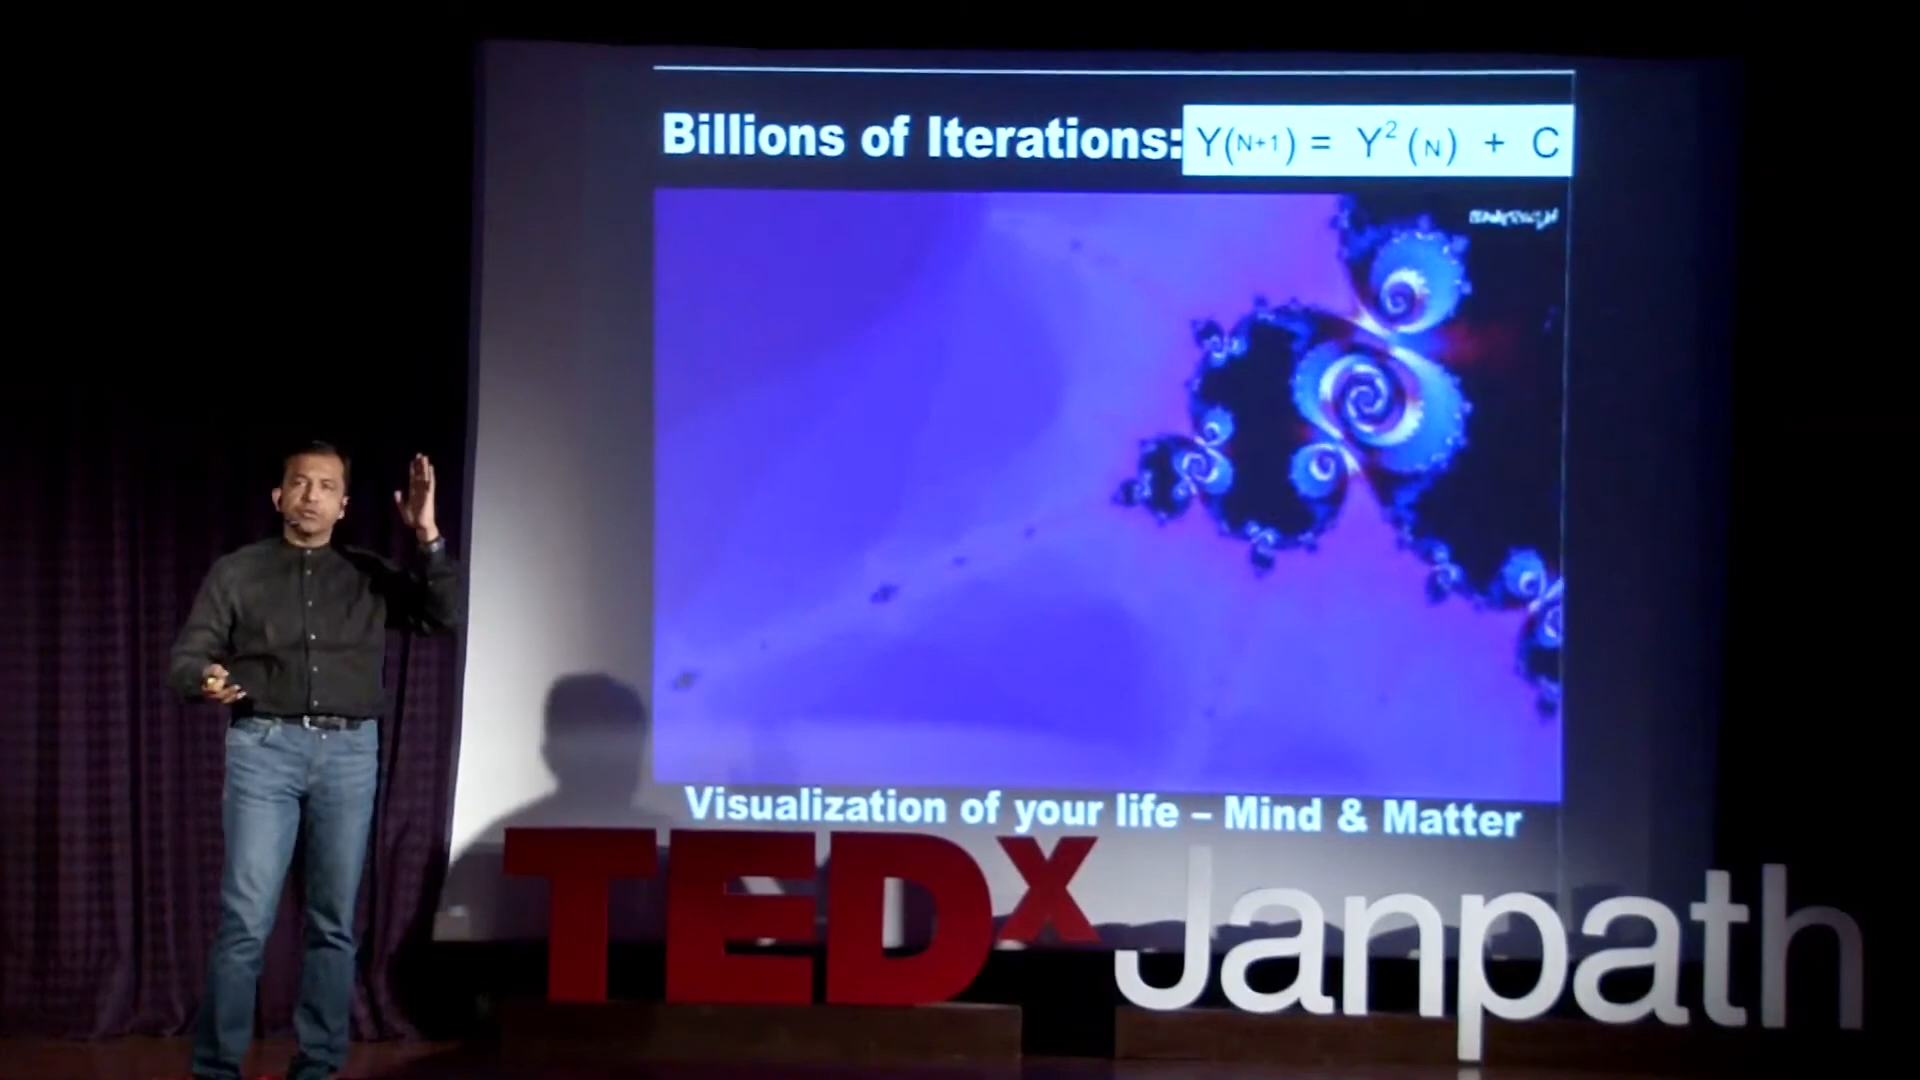 Billions of Iterations: Y(N+1) = Y²(N) + C
Visualization of your life – Mind & Matter
TEDx Janpath